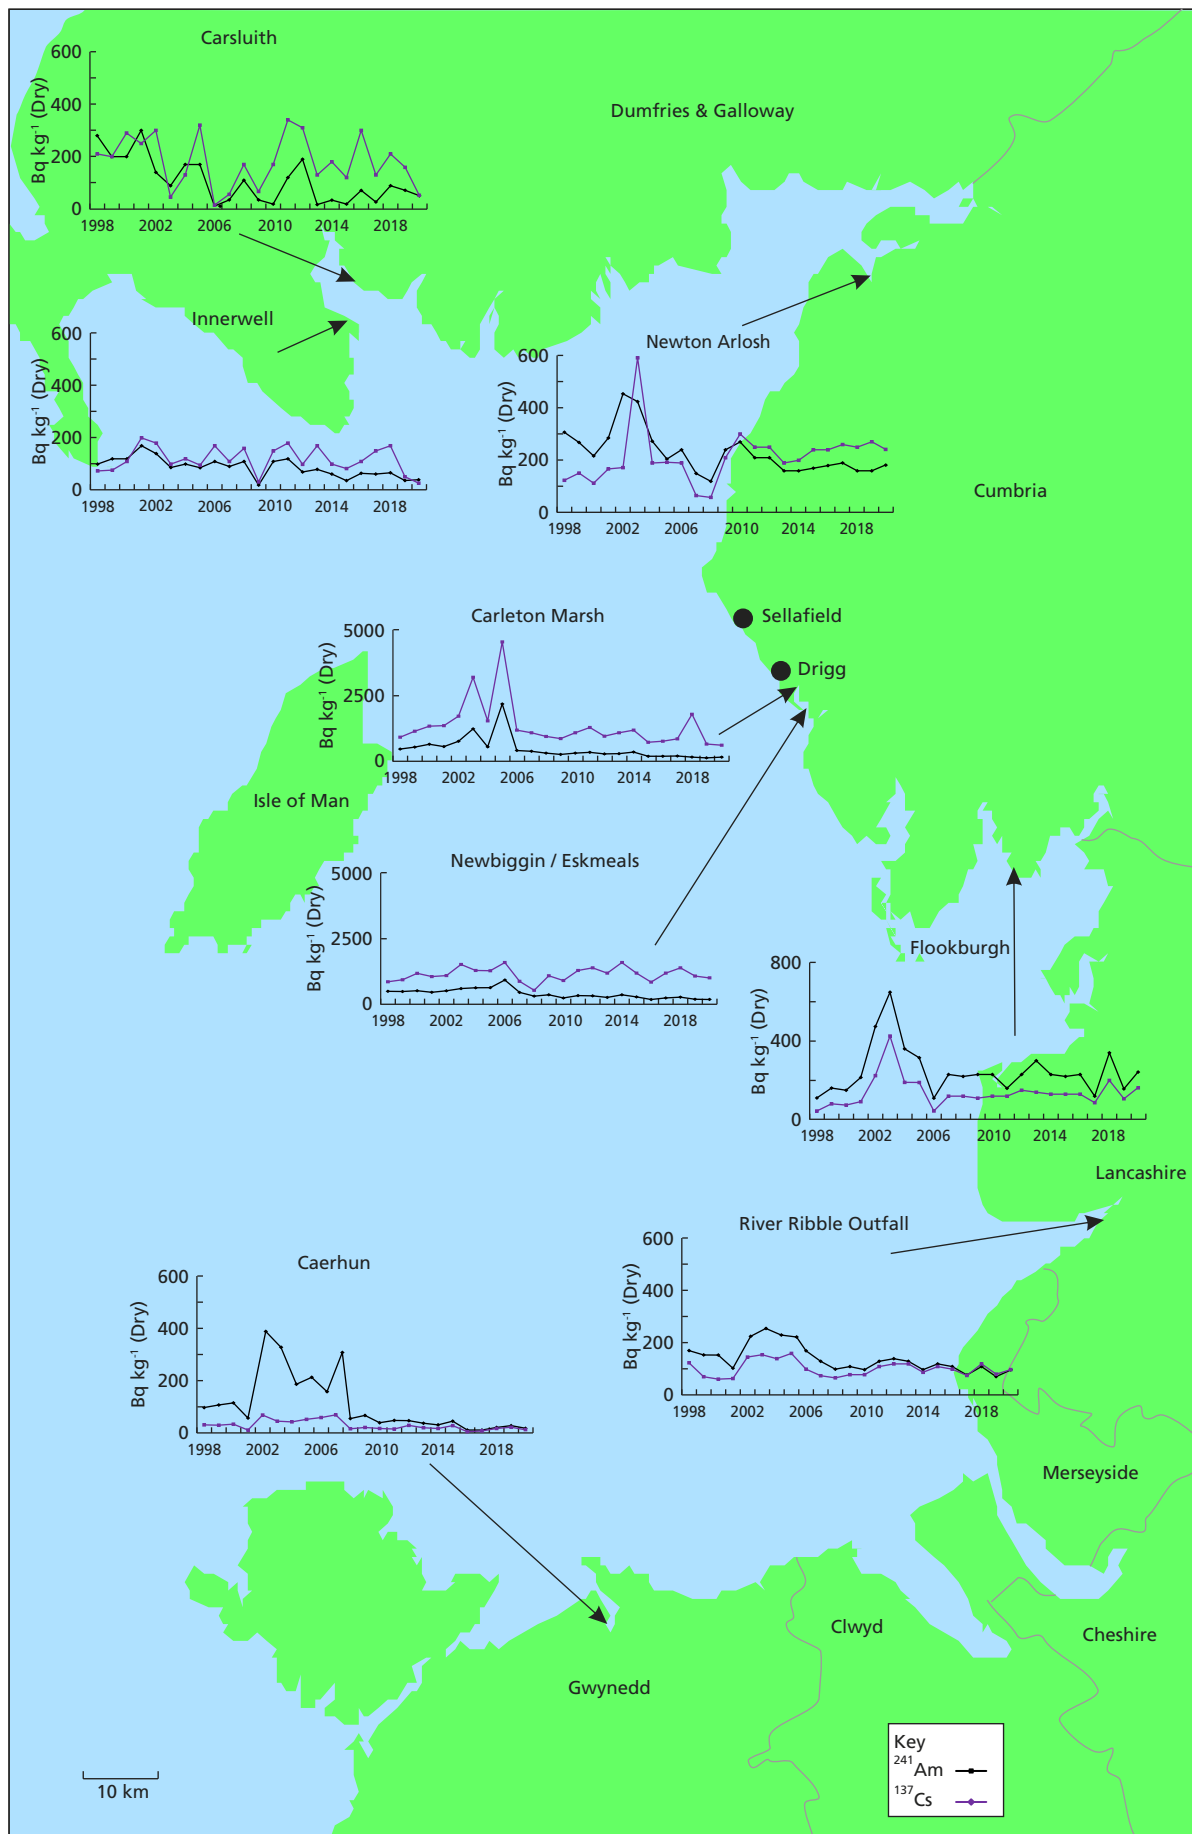 Carsluith
600
400
200
0
Bq kg-1 (Dry)
1998 2002 2006 2010 2014 2018
Dumfries & Galloway
Innerwell
600
400
200
0
Bq kg-1 (Dry)
1998 2002 2006 2010 2014 2018
Newton Arlosh
600
400
200
0
Bq kg-1 (Dry)
1998 2002 2006 2010 2014 2018
Cumbria
Sellafield
Drigg
Carleton Marsh
5000
2500
0
Bq kg-1 (Dry)
1998 2002 2006 2010 2014 2018
Isle of Man
Newbiggin / Eskmeals
5000
2500
0
Bq kg-1 (Dry)
1998 2002 2006 2010 2014 2018
Flookburgh
800
400
0
Bq kg-1 (Dry)
1998 2002 2006 2010 2014 2018
Lancashire
River Ribble Outfall
600
400
200
0
Bq kg-1 (Dry)
1998 2002 2006 2010 2014 2018
Caerhun
600
400
200
0
Bq kg-1 (Dry)
1998 2002 2006 2010 2014 2018
Merseyside
Clwyd
Cheshire
Gwynedd
10 km
Key
241Am
137Cs